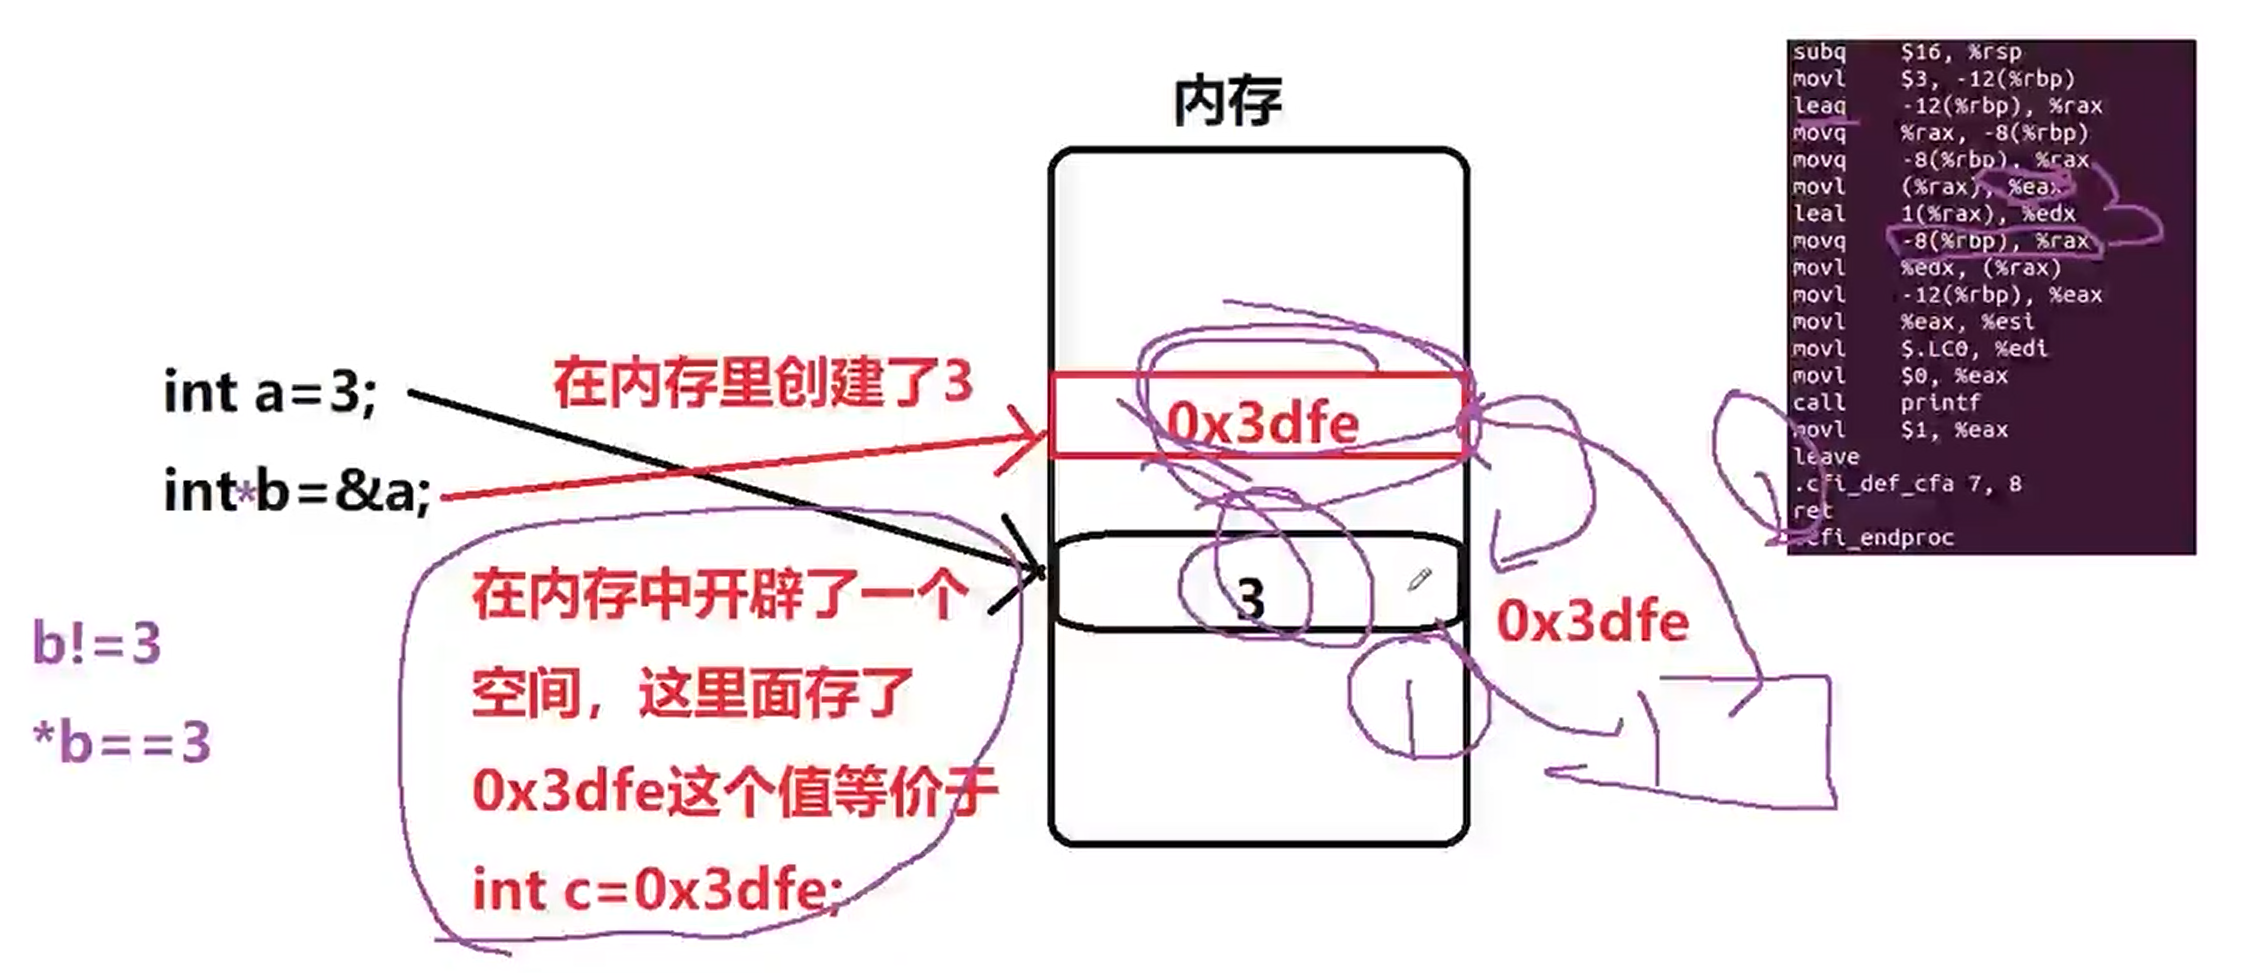 内存
int a=3;
在内存里创建了3
0x3dfe
int*b=&a;
3
0x3dfe
在内存中开辟了一个
空间，这里面存了
0x3dfe这个值等价于
int c=0x3dfe;
b!=3
*b==3
subq $16, %rsp
movl $3, -12(%rbp)
leaq -12(%rbp), %rax
movq %rax, -8(%rbp)
movq -8(%rbp), %rax
movl (%rax), %eax
leal 1(%rax), %edx
movq -8(%rbp), %rax
movl %edx, (%rax)
movl -12(%rbp), %eax
movl %eax, %esi
movl $.LC0, %edi
movl $0, %eax
call printf
movl $1, %eax
leave
.cfi_def_cfa 7, 8
ret
.cfi_endproc